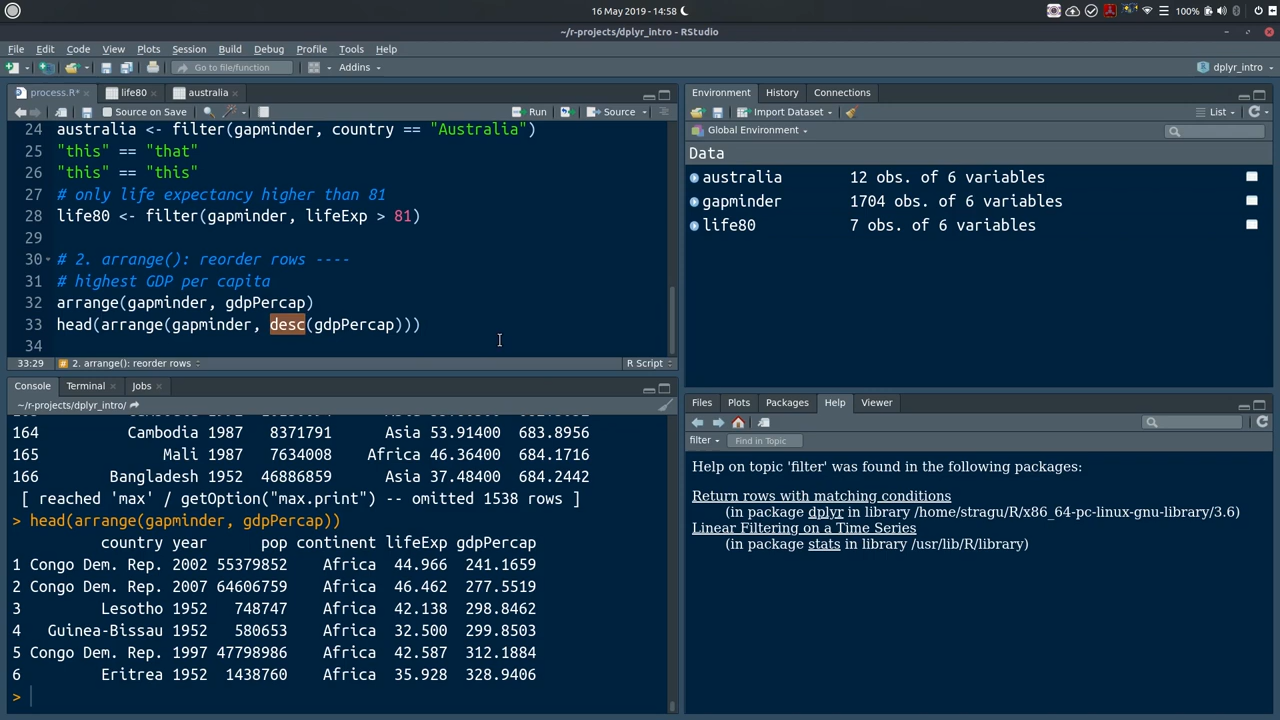 16 May 2019 - 14:58
100%
~/r-projects/dplyr_intro - RStudio
File Edit Code View Plots Session Build Debug Profile Tools Help
Go to file/function
Addins
dplyr_intro
process.R*
life80
australia
Source on Save
Run
Source
24 australia <- filter(gapminder, country == "Australia")
25 "this" == "that"
26 "this" == "this"
27 # only life expectancy higher than 81
28 life80 <- filter(gapminder, lifeExp > 81)
29
30 # 2. arrange(): reorder rows ----
31 # highest GDP per capita
32 arrange(gapminder, gdpPercap)
33 head(arrange(gapminder, desc(gdpPercap)))
34
33:29
2. arrange(): reorder rows
R Script
Console Terminal Jobs
~/r-projects/dplyr_intro/
164 Cambodia 1987 8371791 Asia 53.91400 683.8956
165 Mali 1987 7634008 Africa 46.36400 684.1716
166 Bangladesh 1952 46886859 Asia 37.48400 684.2442
[ reached 'max' / getOption("max.print") -- omitted 1538 rows ]
> head(arrange(gapminder, gdpPercap))
country year pop continent lifeExp gdpPercap
1 Congo Dem. Rep. 2002 55379852 Africa 44.966 241.1659
2 Congo Dem. Rep. 2007 64606759 Africa 46.462 277.5519
3 Lesotho 1952 748747 Africa 42.138 298.8462
4 Guinea-Bissau 1952 580653 Africa 32.500 299.8503
5 Congo Dem. Rep. 1997 47798986 Africa 42.587 312.1884
6 Eritrea 1952 1438760 Africa 35.928 328.9406
>
Environment History Connections
Import Dataset
List
Global Environment
Data
australia 12 obs. of 6 variables
gapminder 1704 obs. of 6 variables
life80 7 obs. of 6 variables
Files Plots Packages Help Viewer
filter
Find in Topic
Help on topic 'filter' was found in the following packages:
Return rows with matching conditions
(in package dplyr in library /home/stragu/R/x86_64-pc-linux-gnu-library/3.6)
Linear Filtering on a Time Series
(in package stats in library /usr/lib/R/library)